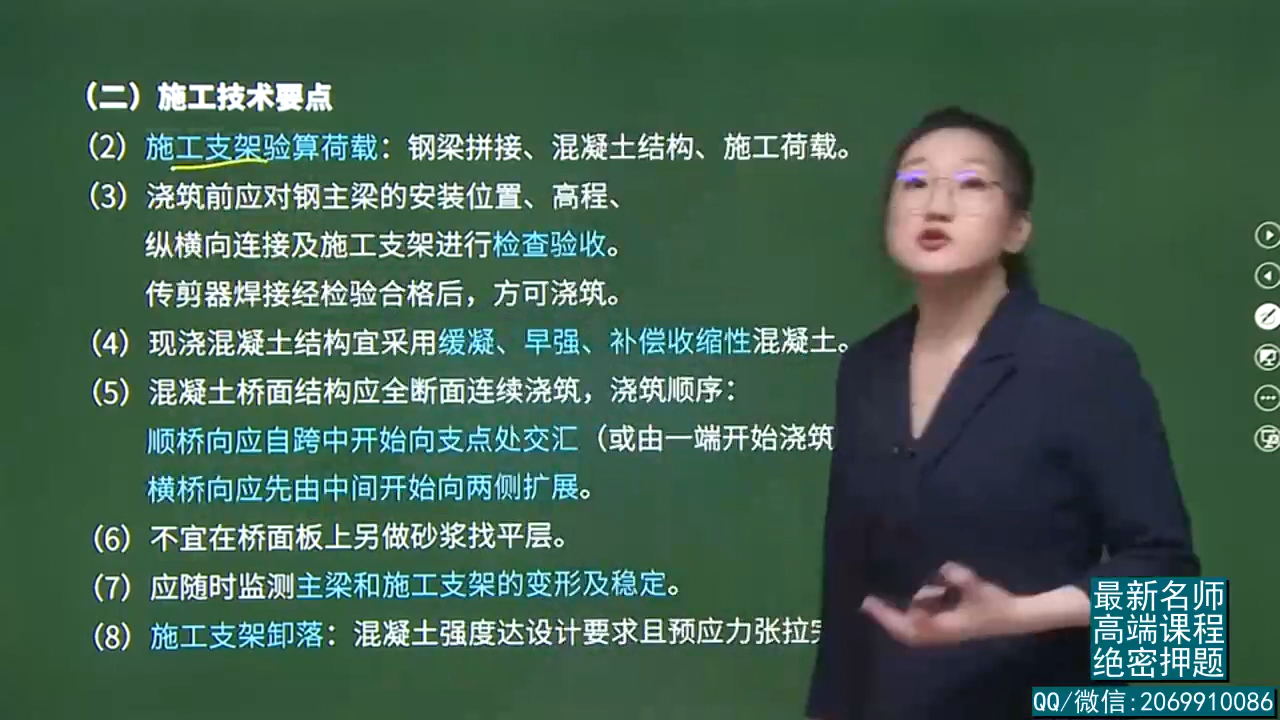 （二）施工技术要点
（2）施工支架验算荷载：钢梁拼接、混凝土结构、施工荷载。
（3）浇筑前应对钢主梁的安装位置、高程、
纵横向连接及施工支架进行检查验收。
传剪器焊接经检验合格后，方可浇筑。
（4）现浇混凝土结构宜采用缓凝、早强、补偿收缩性混凝土。
（5）混凝土桥面结构应全断面连续浇筑，浇筑顺序：
顺桥向应自跨中开始向支点处交汇（或由一端开始浇筑
横桥向应先由中间开始向两侧扩展。
（6）不宜在桥面板上另做砂浆找平层。
（7）应随时监测主梁和施工支架的变形及稳定。
（8）施工支架卸落：混凝土强度达设计要求且预应力张拉完
最新名师
高端课程
绝密押题
QQ/微信:2069910086